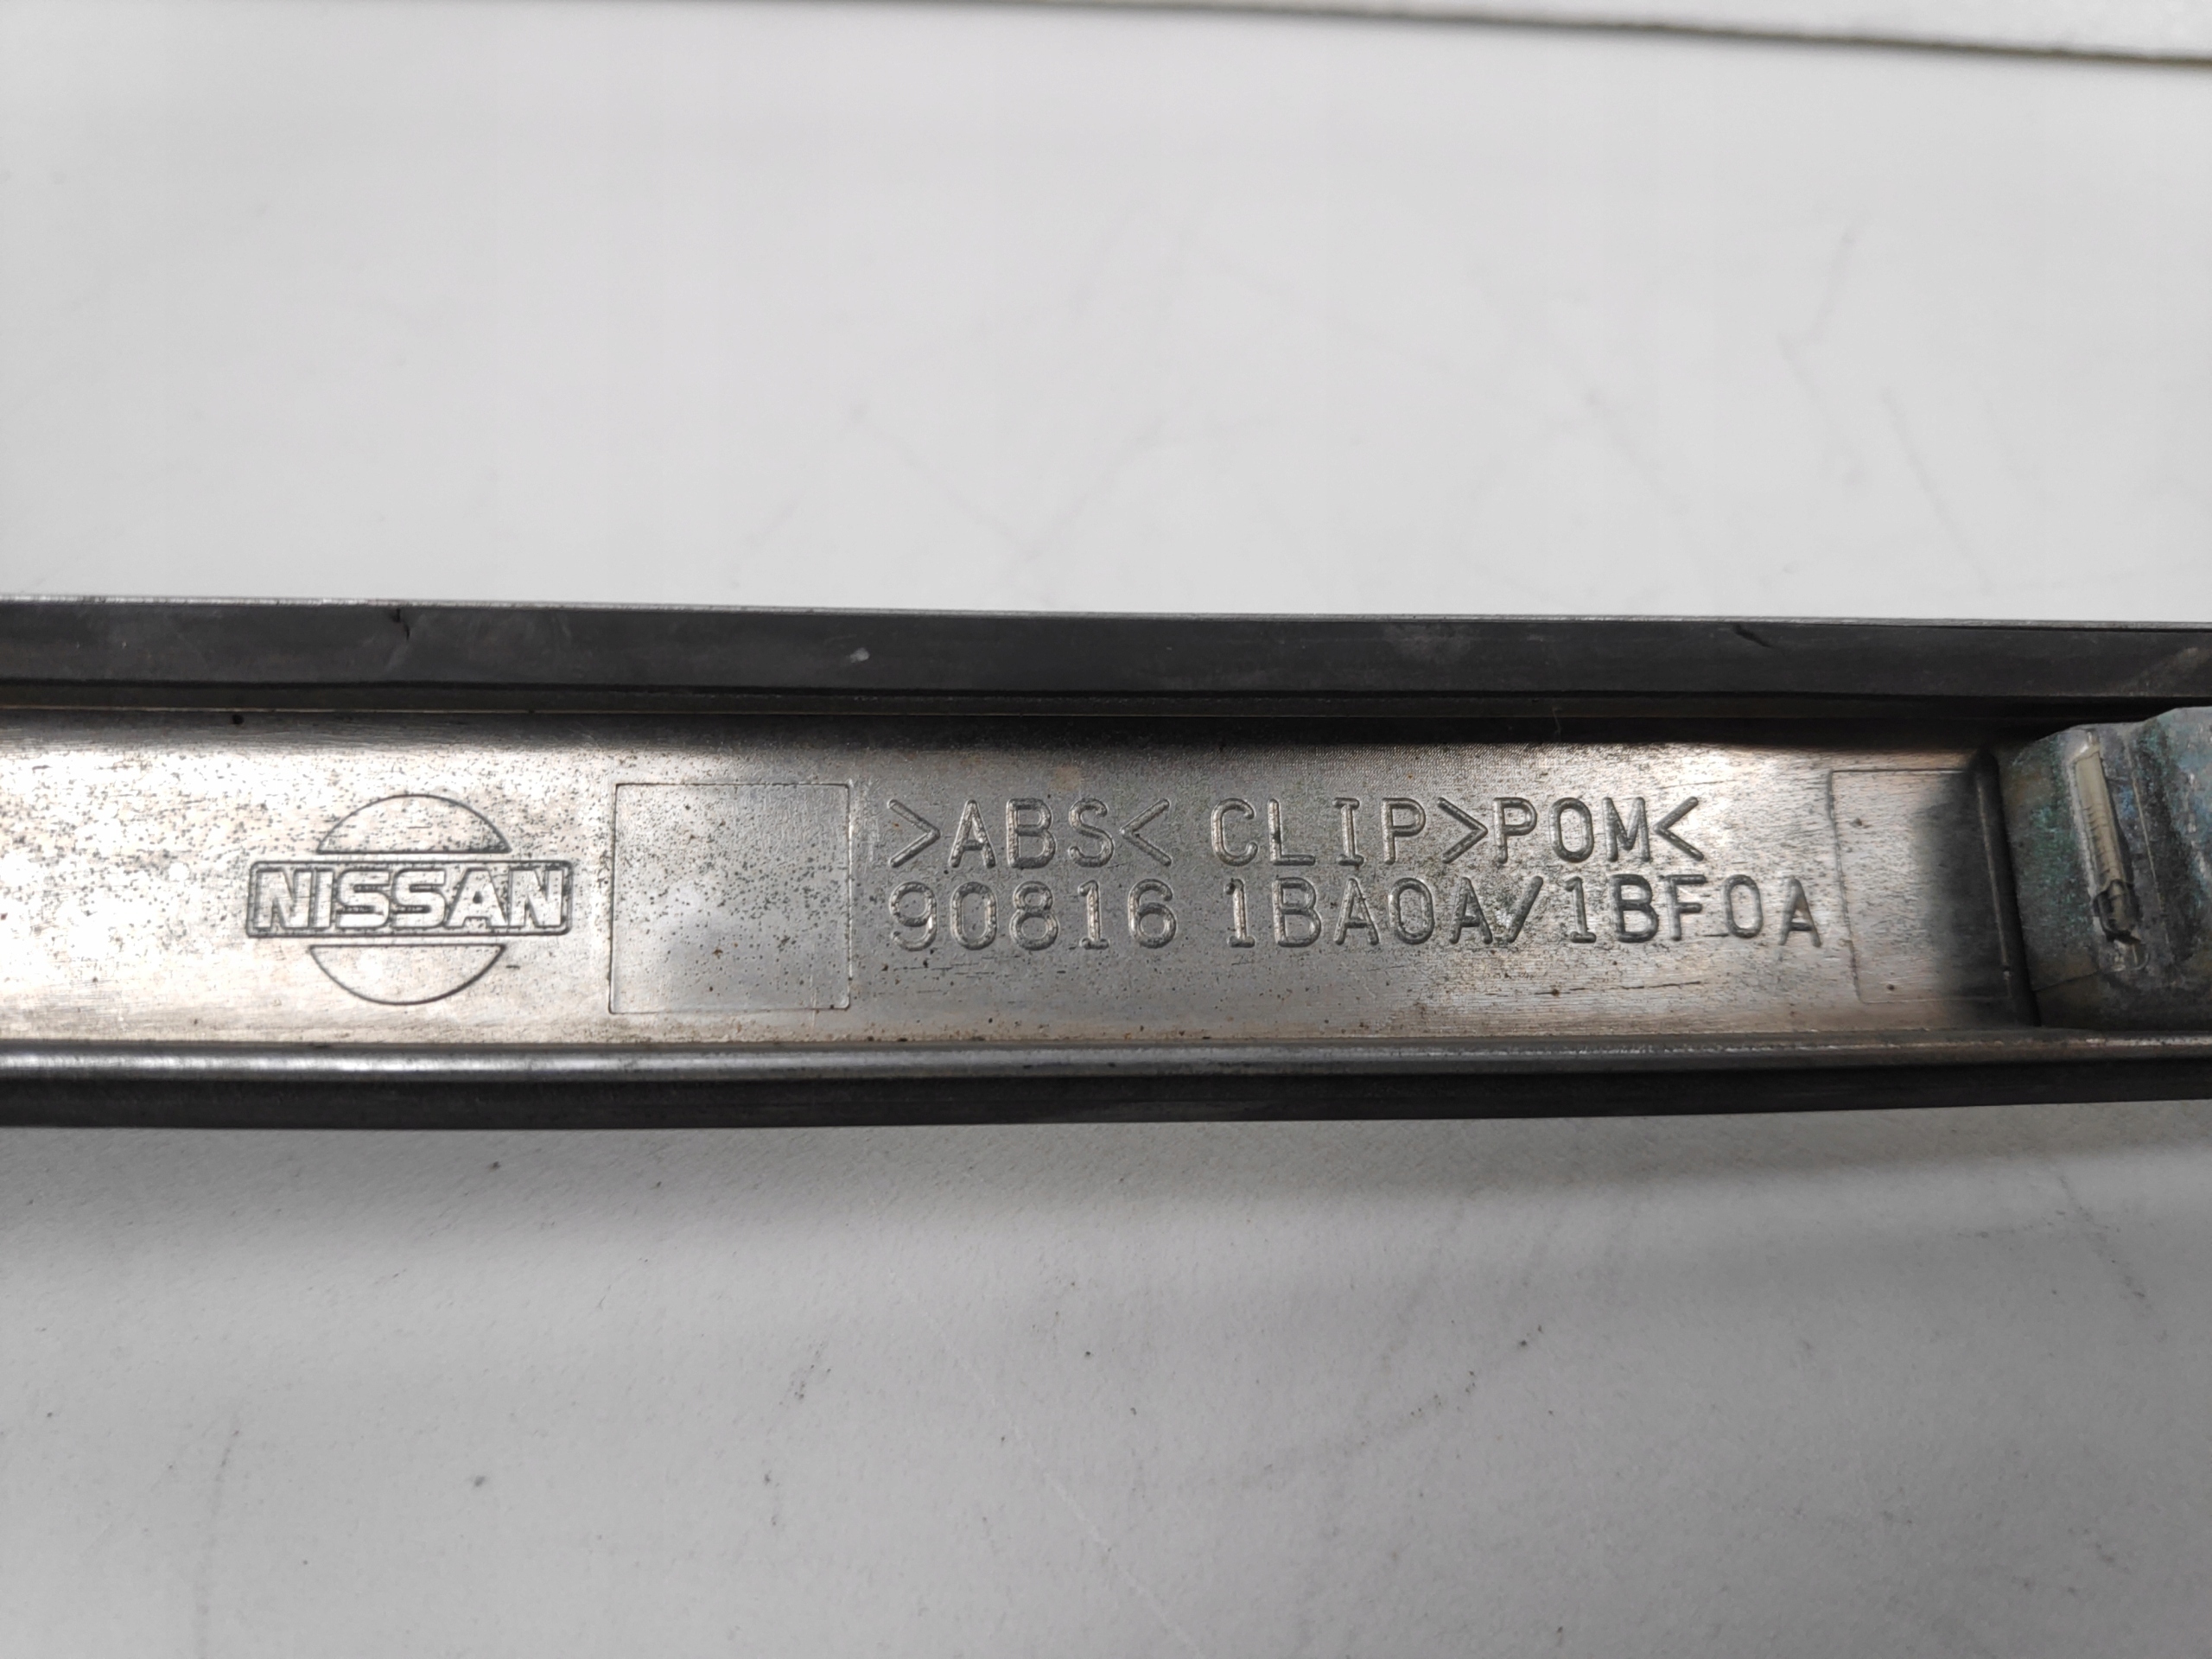 NISSAN
>ABS< CLIP>POM<
90816 1BA0A/1BF0A